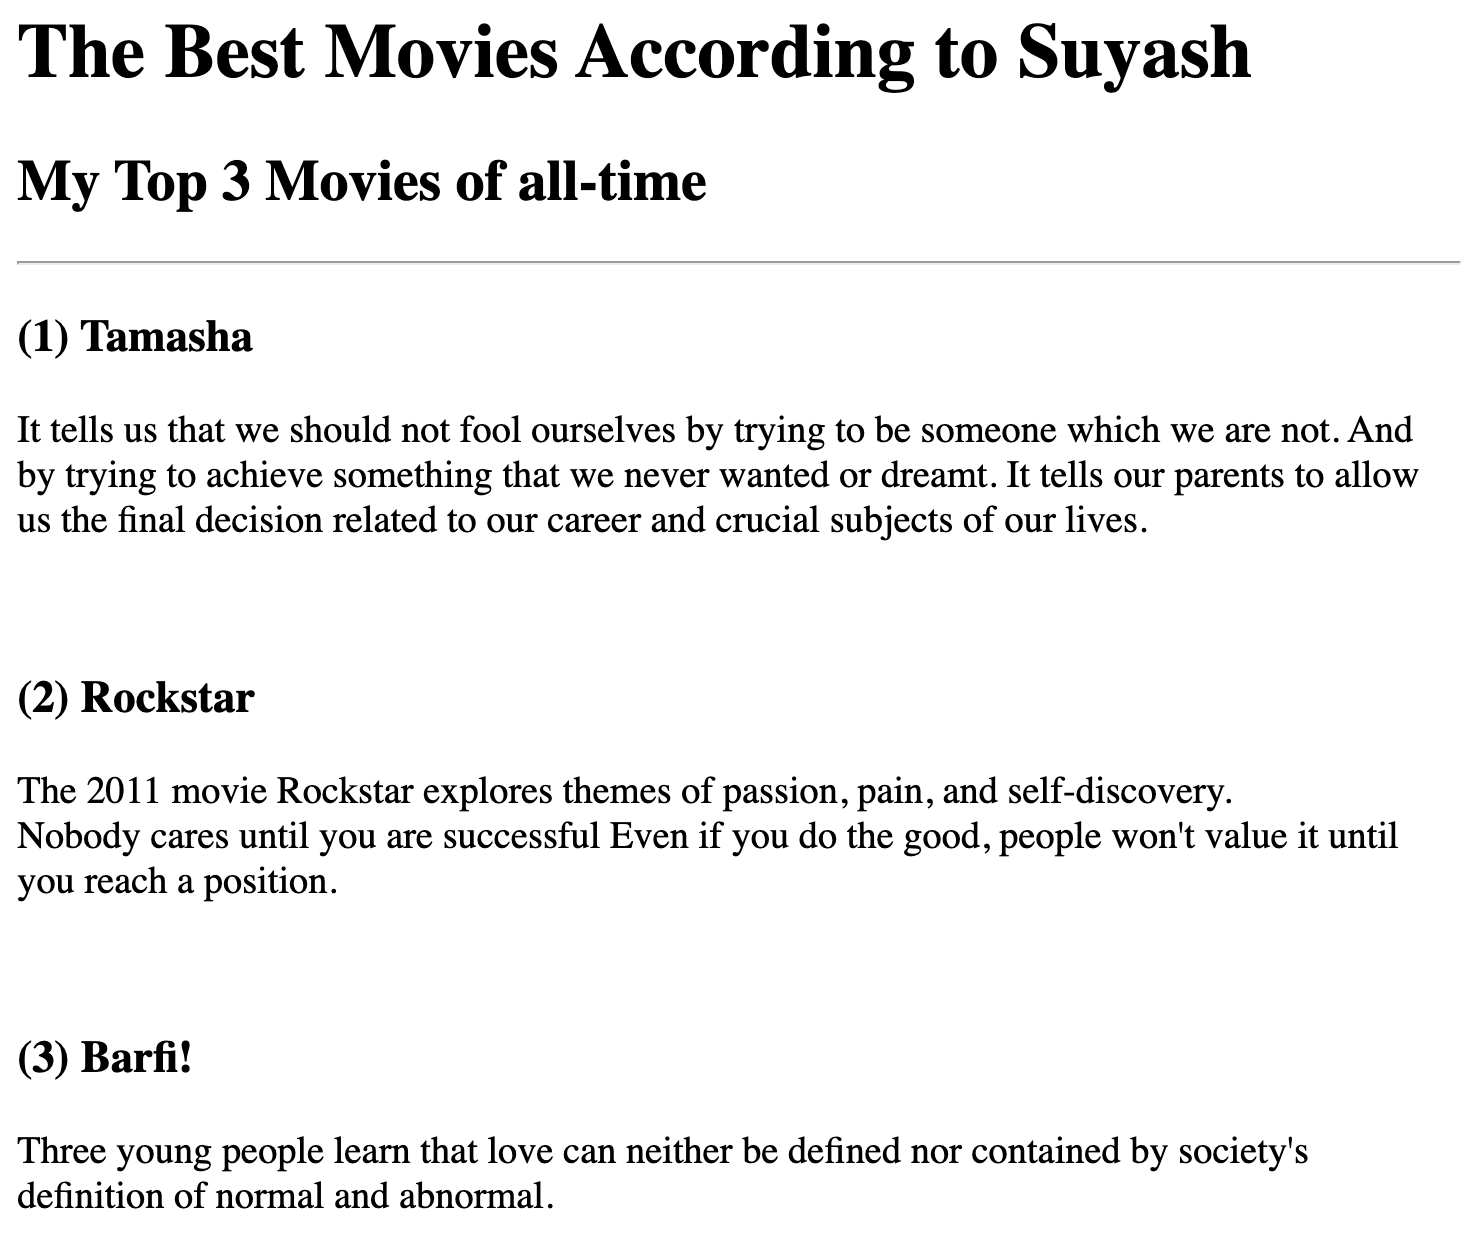 The Best Movies According to Suyash
My Top 3 Movies of all-time
(1) Tamasha
It tells us that we should not fool ourselves by trying to be someone which we are not. And
by trying to achieve something that we never wanted or dreamt. It tells our parents to allow
us the final decision related to our career and crucial subjects of our lives.
(2) Rockstar
The 2011 movie Rockstar explores themes of passion, pain, and self-discovery.
Nobody cares until you are successful Even if you do the good, people won't value it until
you reach a position.
(3) Barfi!
Three young people learn that love can neither be defined nor contained by society's
definition of normal and abnormal.